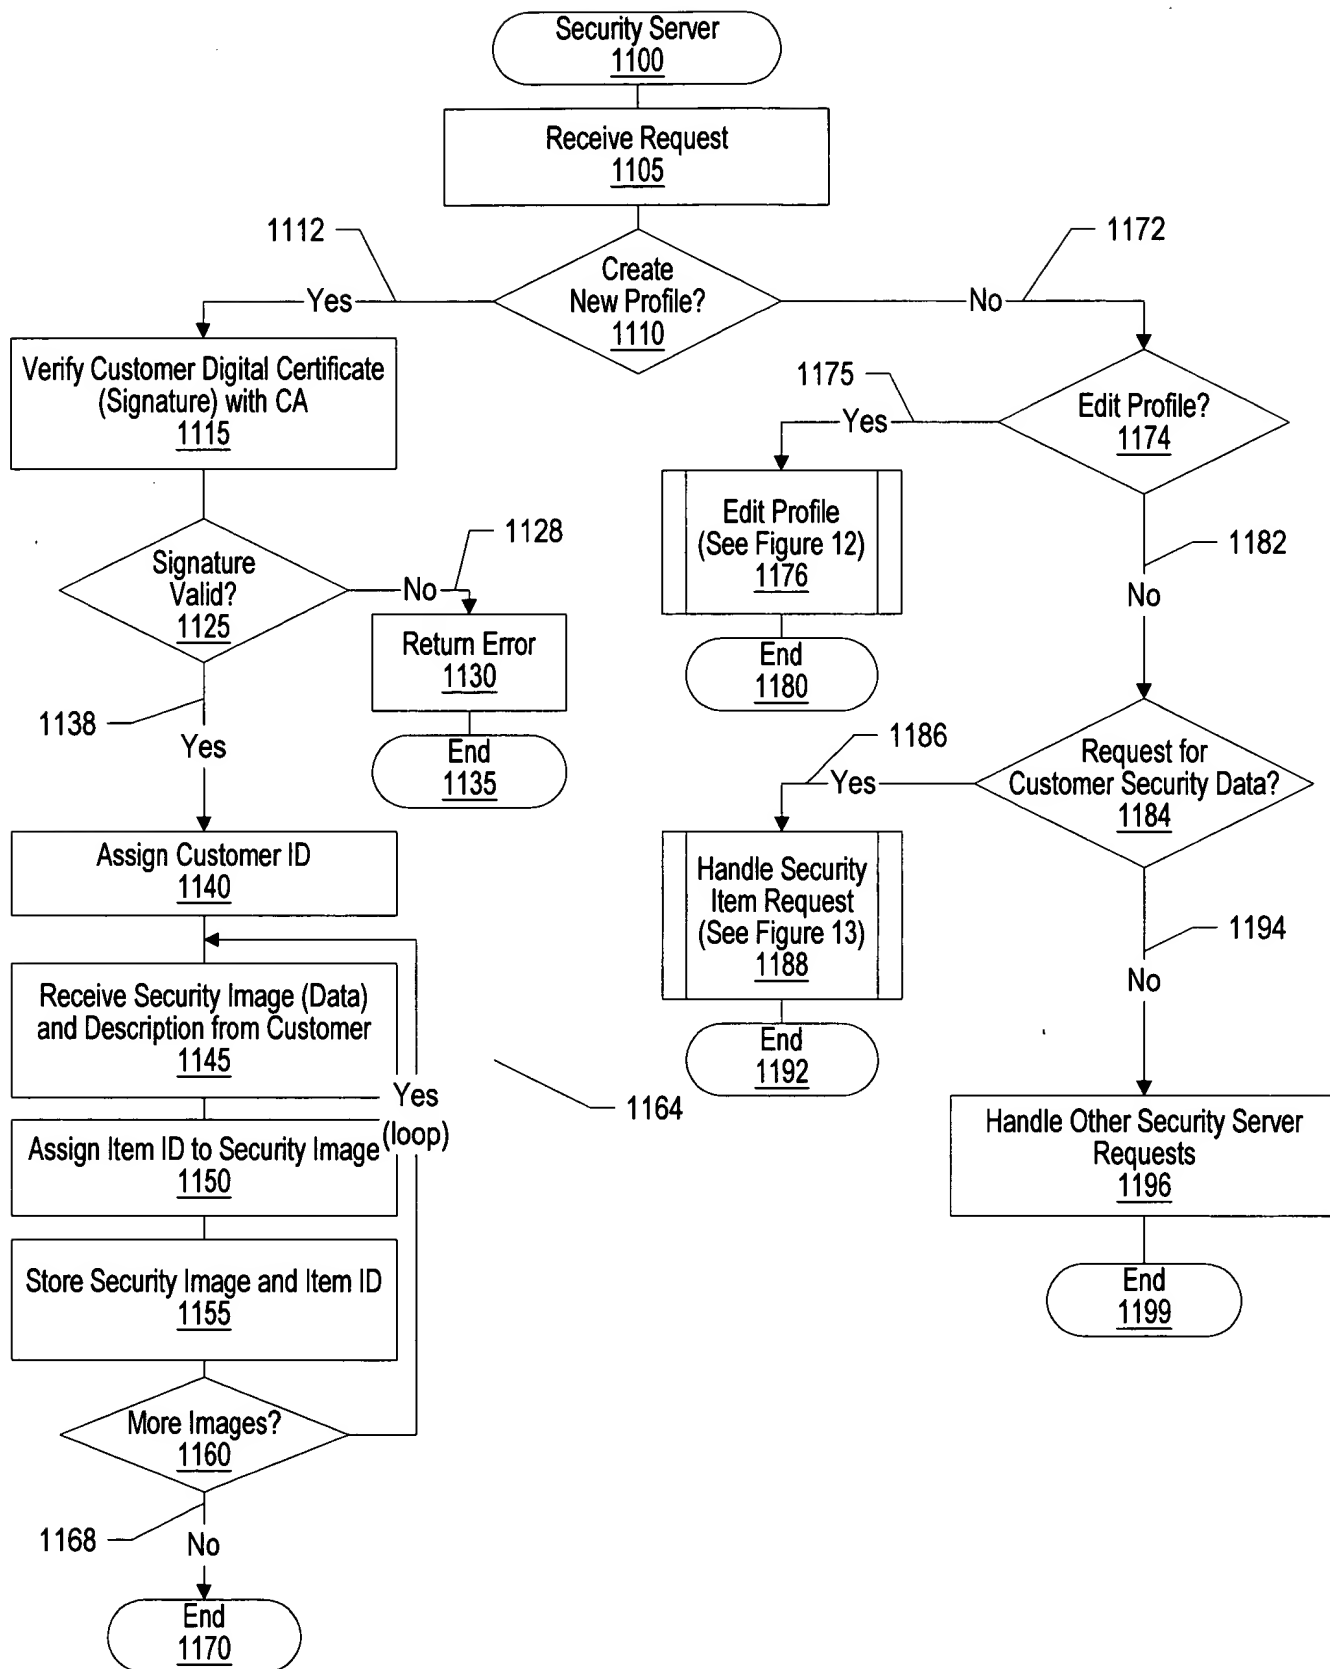 Security Server
1100
Receive Request
1105
1112
1172
Create
New Profile?
1110
Yes
No
Verify Customer Digital Certificate
(Signature) with CA
1115
1175
Edit Profile?
1174
Yes
Edit Profile
(See Figure 12)
1176
1182
No
End
1180
Signature
Valid?
1125
1128
No
Return Error
1130
End
1135
1138
Yes
1186
Request for
Customer Security Data?
1184
Yes
Assign Customer ID
1140
Handle Security
Item Request
(See Figure 13)
1188
1194
No
End
1192
Receive Security Image (Data)
and Description from Customer
1145
Yes
(loop)
1164
Assign Item ID to Security Image
1150
Handle Other Security Server
Requests
1196
Store Security Image and Item ID
1155
End
1199
More Images?
1160
1168
No
End
1170